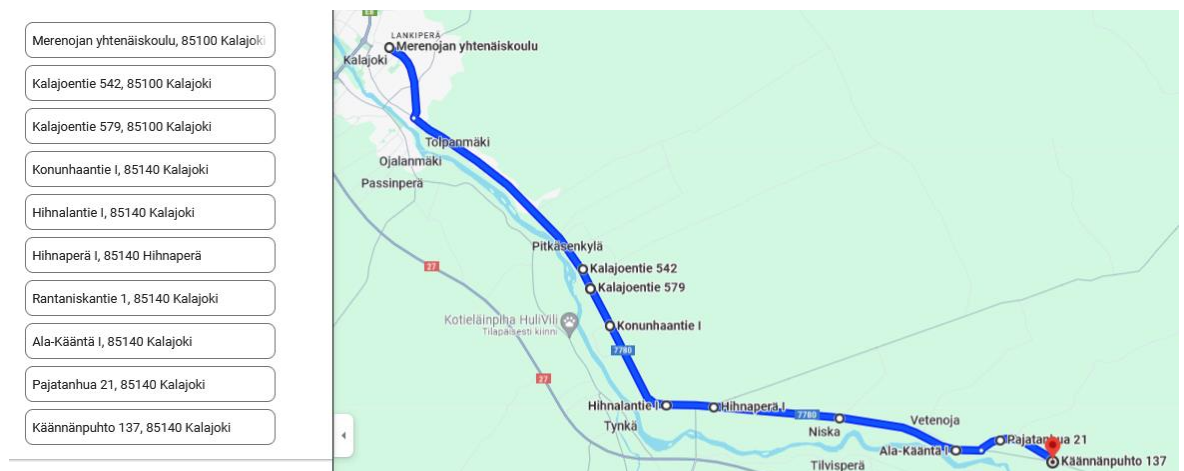 Merenojan yhtenäiskoulu, 85100 Kalajoki
Kalajoentie 542, 85100 Kalajoki
Kalajoentie 579, 85100 Kalajoki
Konunhaantie I, 85140 Kalajoki
Hihnalantie I, 85140 Kalajoki
Hihnaperä I, 85140 Hihnaperä
Rantaniskantie 1, 85140 Kalajoki
Ala-Kääntä I, 85140 Kalajoki
Pajatanhua 21, 85140 Kalajoki
Käännänpuhto 137, 85140 Kalajoki
LANKIPERÄ
Merenojan yhtenäiskoulu
Kalajoki
Tolpanmäki
Ojalanmäki
Passinperä
Pitkäsenkylä
27
Kalajoentie 542
Kalajoentie 579
Kotieläinpiha HuliVili
Tilapäisesti kiinni
Konunhaantie I
7780
27
Hihnalantie I
Hihnaperä I
7780
Tynkä
Niska
Vetenoja
Ala-Kääntä I
Pajatanhua 21
Tilvisperä
Käännänpuhto 137